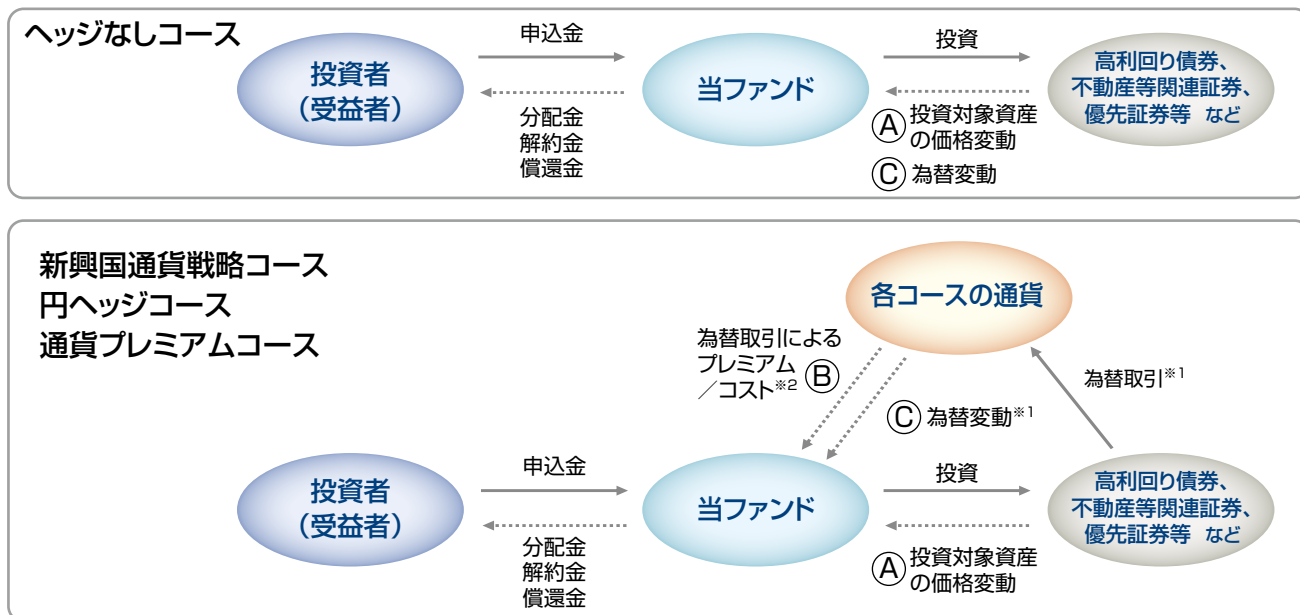 ヘッジなしコース
投資者
（受益者）
申込金
分配金
解約金
償還金
当ファンド
投資
Ⓐ投資対象資産
の価格変動
Ⓒ為替変動
高利回り債券、
不動産等関連証券、
優先証券等 など
新興国通貨戦略コース
円ヘッジコース
通貨プレミアムコース
各コースの通貨
為替取引による
プレミアム
／コスト※2 Ⓑ
Ⓒ為替変動※1
為替取引※1
投資者
（受益者）
申込金
分配金
解約金
償還金
当ファンド
投資
Ⓐ投資対象資産
の価格変動
高利回り債券、
不動産等関連証券、
優先証券等 など